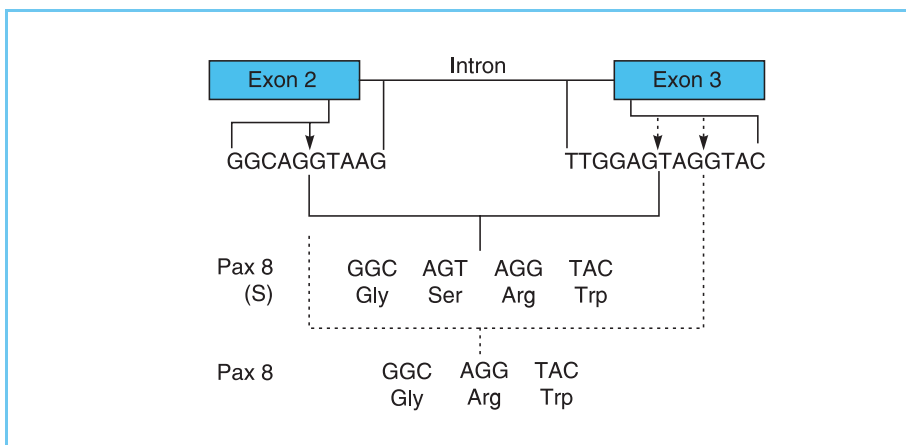 Exon 2 Intron Exon 3
GGCAGGTAAG TTGGAGTAGGTAC
Pax 8 GGC AGT AGG TAC
(S) Gly Ser Arg Trp
Pax 8 GGC AGG TAC
Gly Arg Trp